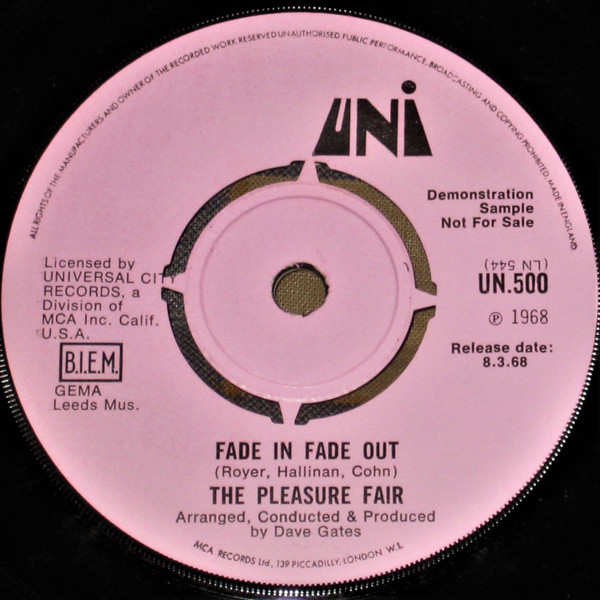 ALL RIGHTS OF THE MANUFACTURERS AND OWNER OF THE RECORDED WORK RESERVED UNAUTHORISED PUBLIC PERFORMANCE, BROADCASTING AND COPYING PROHIBITED. MADE IN ENGLAND.
UNi
Demonstration
Sample
Not For Sale
Licensed by
UNIVERSAL CITY
RECORDS, a
Division of
MCA Inc. Calif.
U.S.A.
B.I.E.M.
GEMA
Leeds Mus.
(LN 544)
UN.500
℗ 1968
Release date:
8.3.68
FADE IN FADE OUT
(Royer, Hallinan, Cohn)
THE PLEASURE FAIR
Arranged, Conducted & Produced
by Dave Gates
MCA RECORDS Ltd., 139 PICCADILLY, LONDON W.1.